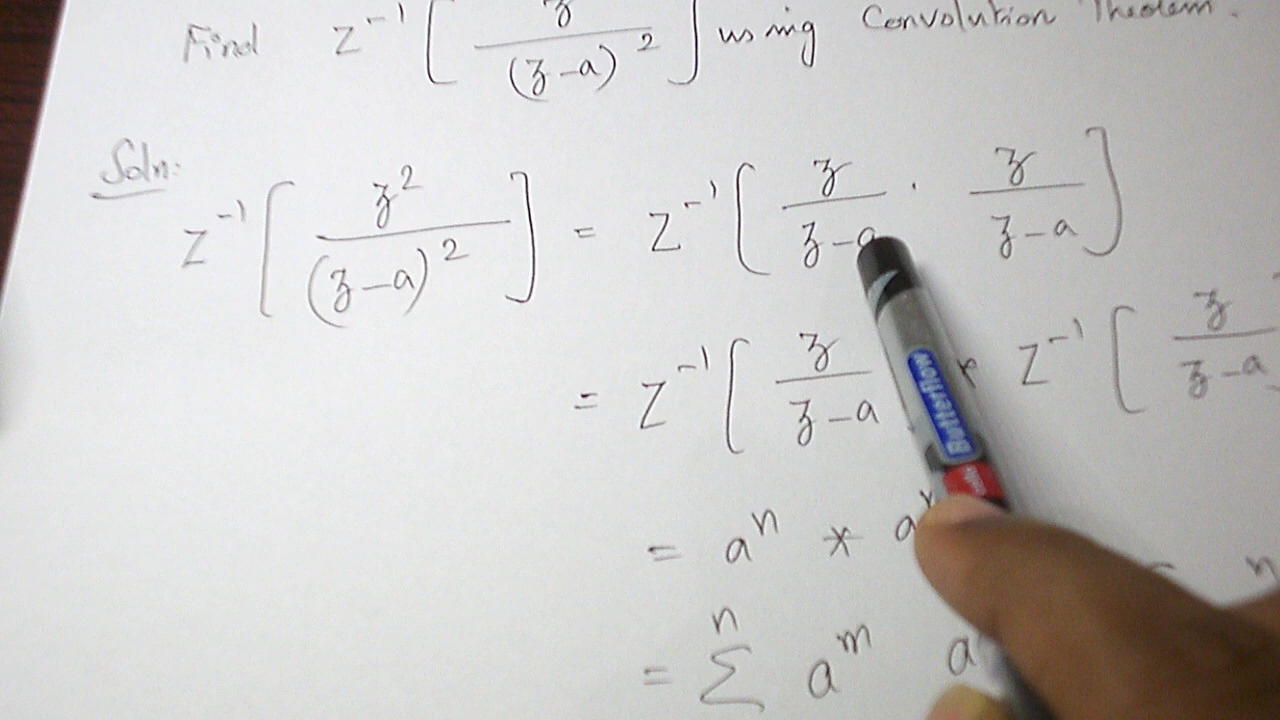 Find Z⁻¹ [ z / (z-a)² ] using Convolution Theorem.
Soln:
Z⁻¹ [ z² / (z-a)² ] = Z⁻¹ [ z / z-a · z / z-a ]
= Z⁻¹ [ z / z-a * Z⁻¹ [ z / z-a
= aⁿ * a n
n
= Σ aᵐ a
Butterflow